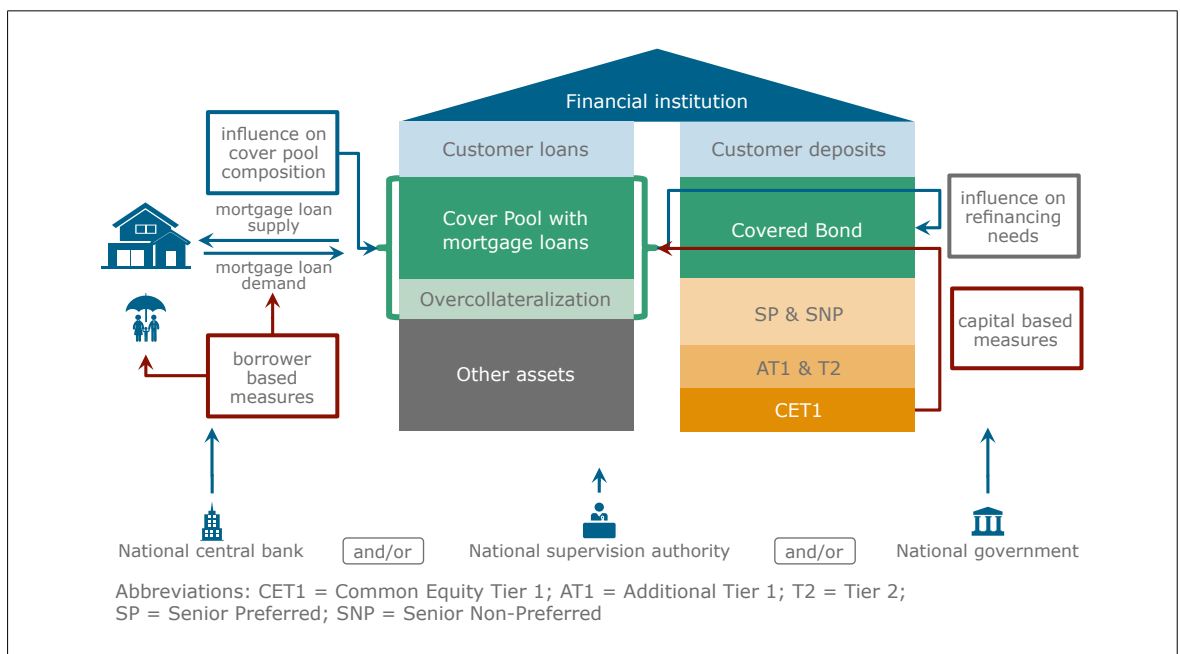 Financial institution
influence on
cover pool
composition
Customer loans
Customer deposits
mortgage loan
supply
Cover Pool with
mortgage loans
Covered Bond
influence on
refinancing
needs
mortgage loan
demand
Overcollateralization
SP & SNP
capital based
measures
borrower
based
measures
Other assets
AT1 & T2
CET1
National central bank
and/or
National supervision authority
and/or
National government
Abbreviations: CET1 = Common Equity Tier 1; AT1 = Additional Tier 1; T2 = Tier 2;
SP = Senior Preferred; SNP = Senior Non-Preferred